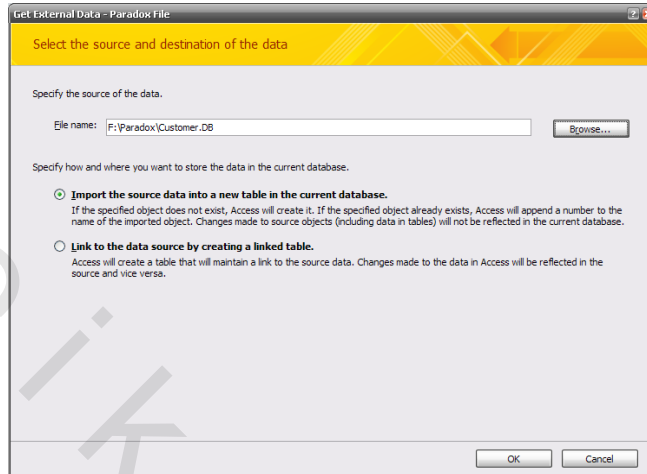 Get External Data - Paradox File
Select the source and destination of the data
Specify the source of the data.
File name: F:\Paradox\Customer.DB Browse...
Specify how and where you want to store the data in the current database.
Import the source data into a new table in the current database.
If the specified object does not exist, Access will create it. If the specified object already exists, Access will append a number to the
name of the imported object. Changes made to source objects (including data in tables) will not be reflected in the current database.
Link to the data source by creating a linked table.
Access will create a table that will maintain a link to the source data. Changes made to the data in Access will be reflected in the
source and vice versa.
OK Cancel